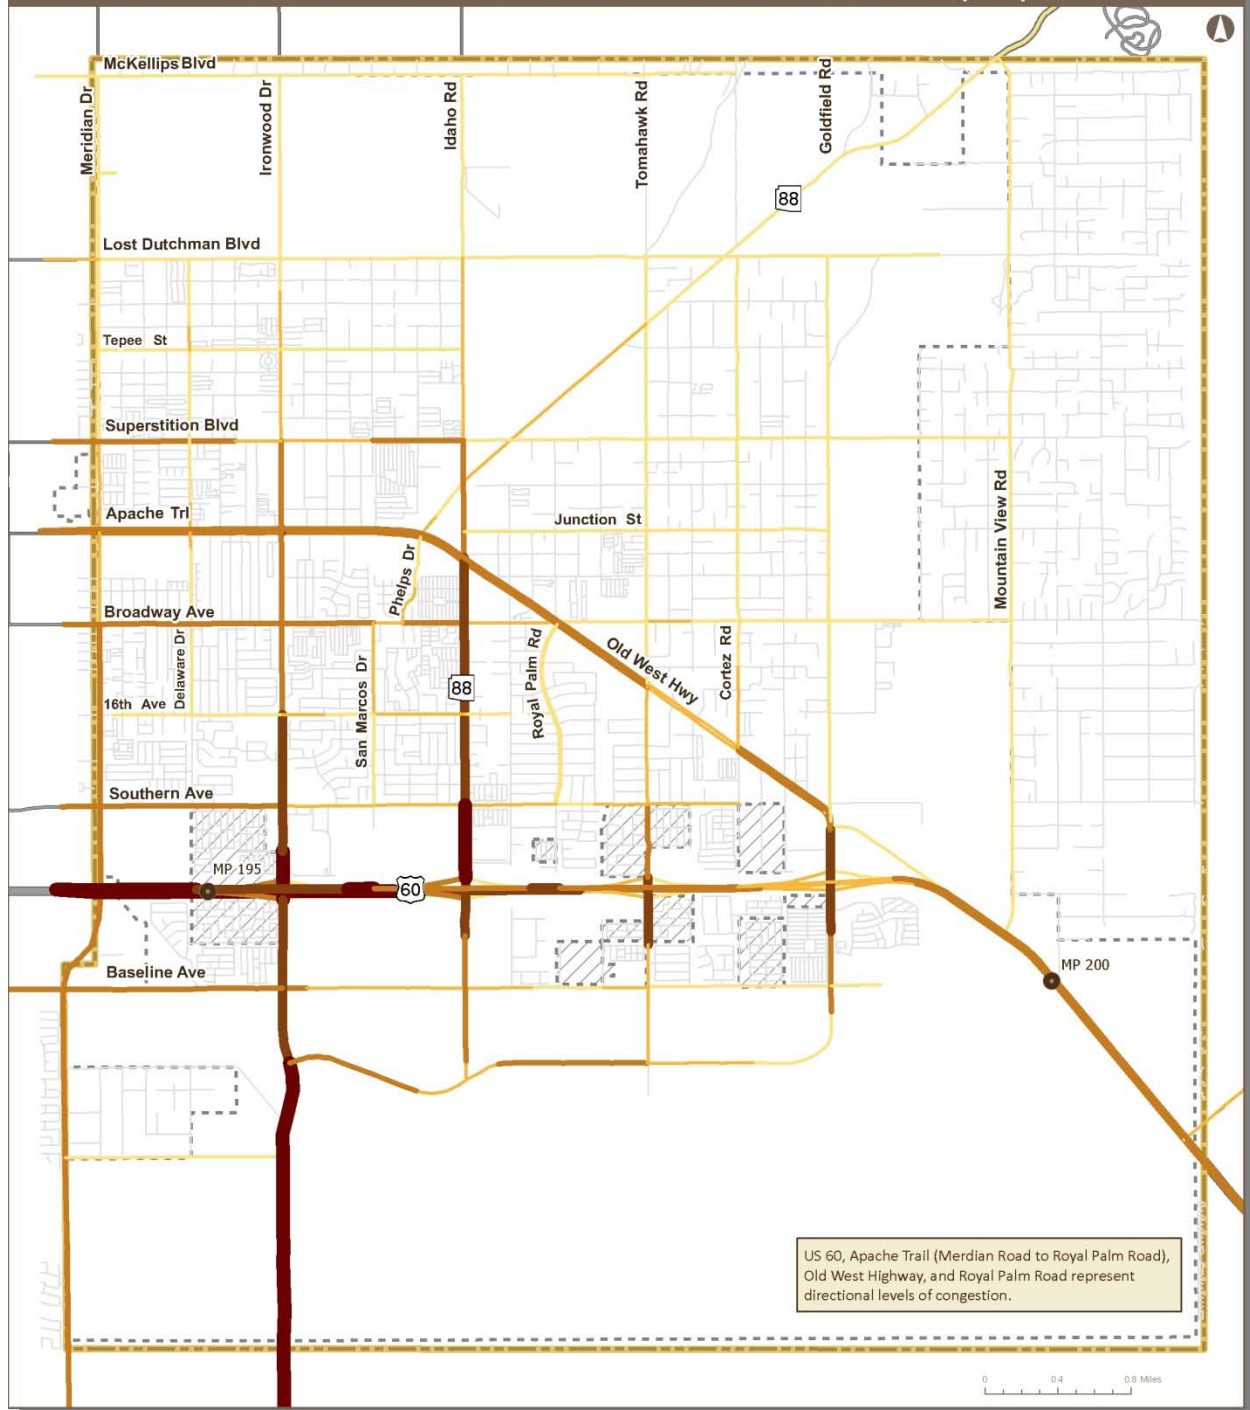 McKellips Blvd
Meridian Dr
Ironwood Dr
Idaho Rd
Tomahawk Rd
Goldfield Rd
88
Lost Dutchman Blvd
Tepee St
Superstition Blvd
Apache Trl
Junction St
Mountain View Rd
Phelps Dr
Broadway Ave
Delaware Dr
San Marcos Dr
88
Royal Palm Rd
Old West Hwy
Cortez Rd
16th Ave
Southern Ave
MP 195
60
Baseline Ave
MP 200
US 60, Apache Trail (Merdian Road to Royal Palm Road),
Old West Highway, and Royal Palm Road represent
directional levels of congestion.
0 0.4 0.8 Miles